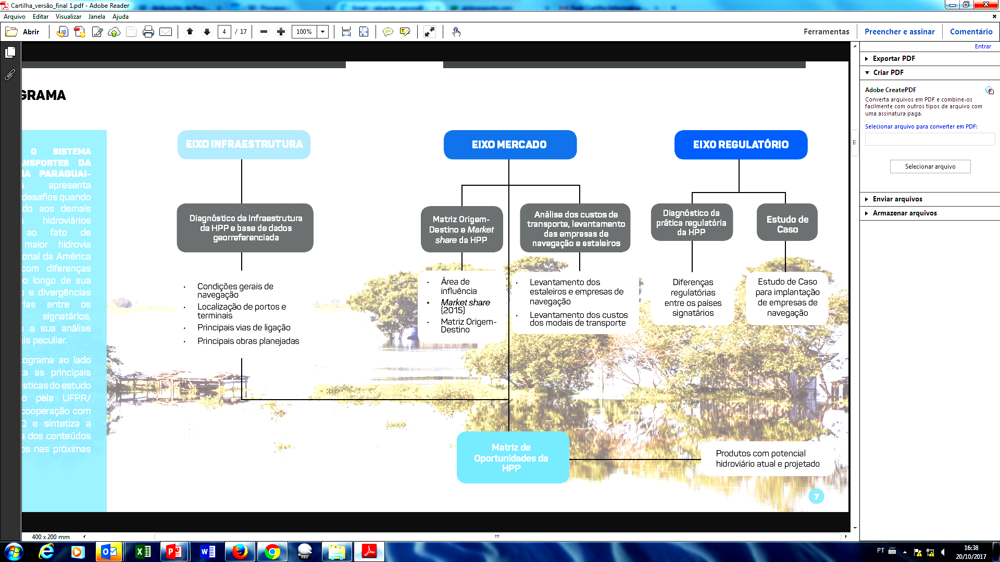 Cartilha_versão_final 1.pdf - Adobe Reader
Arquivo Editar Visualizar Janela Ajuda
Abrir
4 / 17
100%
Ferramentas
Preencher e assinar
Comentário
Entrar
Exportar PDF
Criar PDF
Adobe CreatePDF
Converta arquivos em PDF e combine-os
facilmente com outros tipos de arquivo com
uma assinatura paga.
Selecionar arquivo para converter em PDF:
Selecionar arquivo
Enviar arquivos
Armazenar arquivos
GRAMA
O SISTEMA
ANSPORTES DA
IA PARAGUAI-
apresenta
desafios quando
do aos demais
s hidroviários
ao fato de
maior hidrovia
onal da América
com diferenças
o longo de sua
o e divergências
rias entre os
signatários,
o a sua análise
is peculiar.
tograma ao lado
ta as principais
ísticas do estudo
o pela UFPR/
cooperação com
Q e sintetiza a
a dos conteúdos
os nas próximas
EIXO INFRAESTRUTURA
Diagnóstico da Infraestrutura
da HPP e base de dados
georreferenciada
• Condições gerais de
navegação
• Localização de portos e
terminais
• Principais vias de ligação
• Principais obras planejadas
EIXO MERCADO
Matriz Origem-
Destino e Market
share da HPP
• Área de
influência
• Market share
(2015)
• Matriz Origem-
Destino
Análise dos custos de
transporte, levantamento
das empresas de
navegação e estaleiros
• Levantamento dos
estaleiros e empresas de
navegação
• Levantamento dos custos
dos modais de transporte
EIXO REGULATÓRIO
Diagnóstico da
prática regulatória
da HPP
Diferenças
regulatórias
entre os países
signatários
Estudo de
Caso
Estudo de Caso
para implantação
de empresas de
navegação
Matriz de
Oportunidades da
HPP
Produtos com potencial
hidroviário atual e projetado
7
400 x 200 mm
PT
16:38
20/10/2017